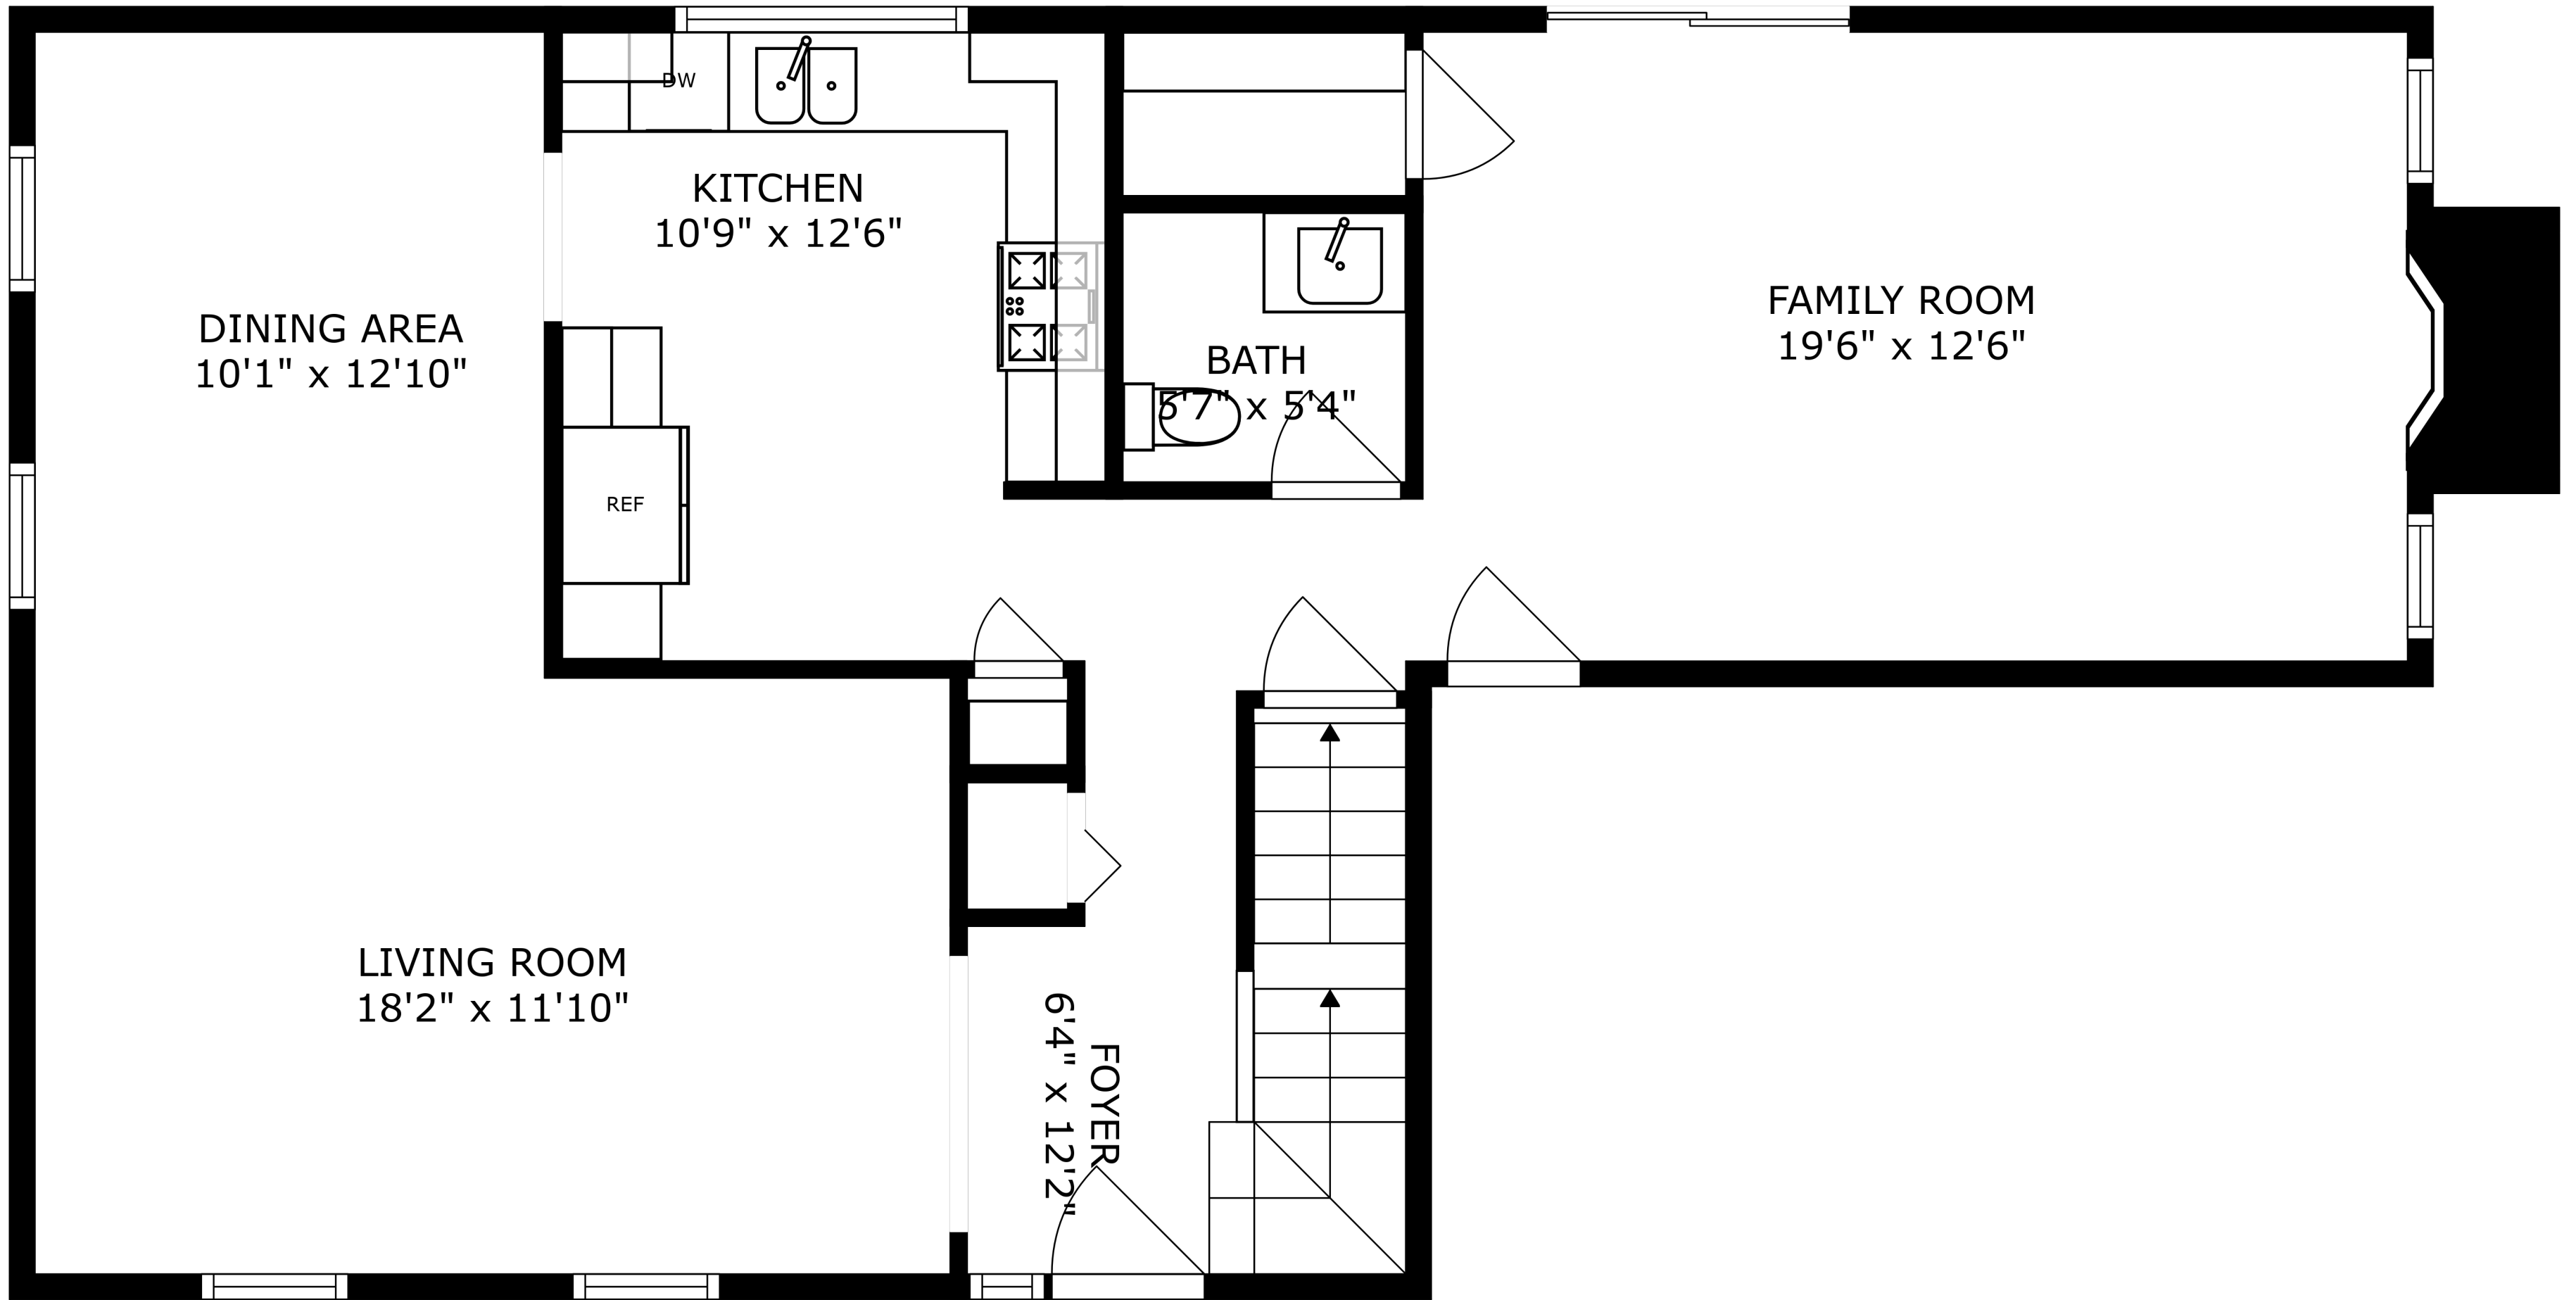 DW
KITCHEN
10'9" x 12'6"
DINING AREA
10'1" x 12'10"
BATH
5'7" x 5'4"
FAMILY ROOM
19'6" x 12'6"
REF
LIVING ROOM
18'2" x 11'10"
FOYER
6'4" x 12'2"